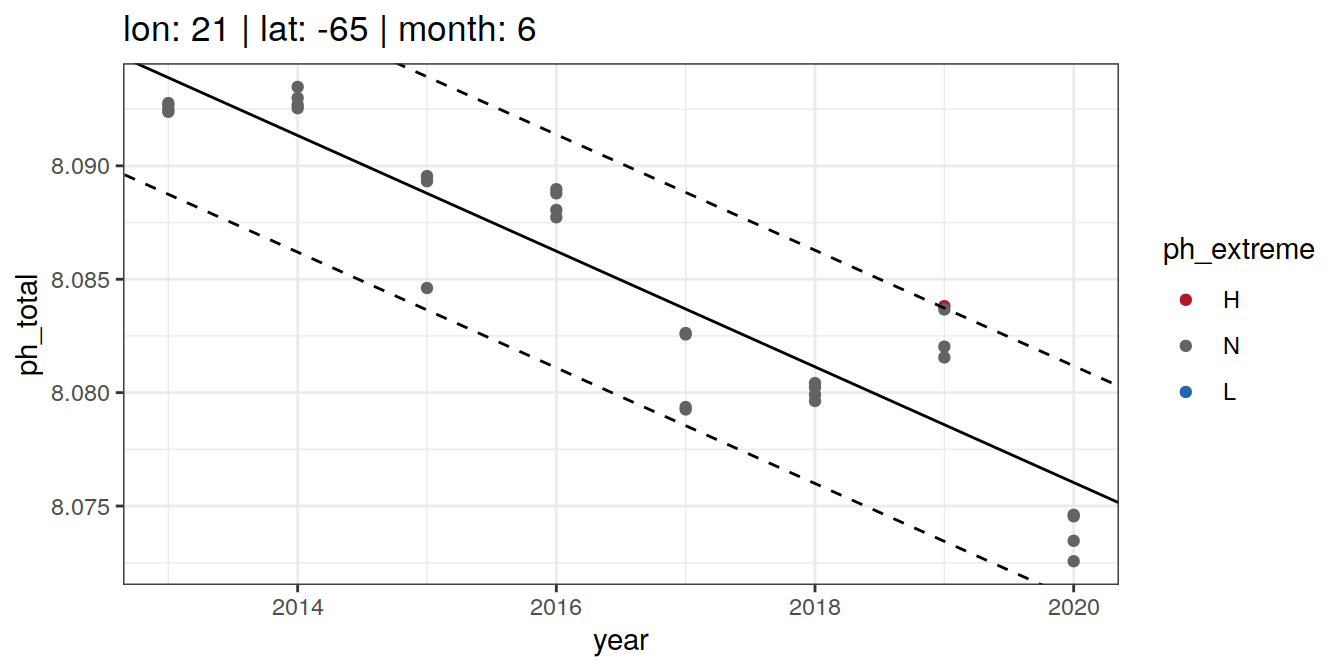 lon: 21 | lat: -65 | month: 6
ph_total
8.090
8.085
8.080
8.075
2014
2016
2018
2020
year
ph_extreme
H
N
L